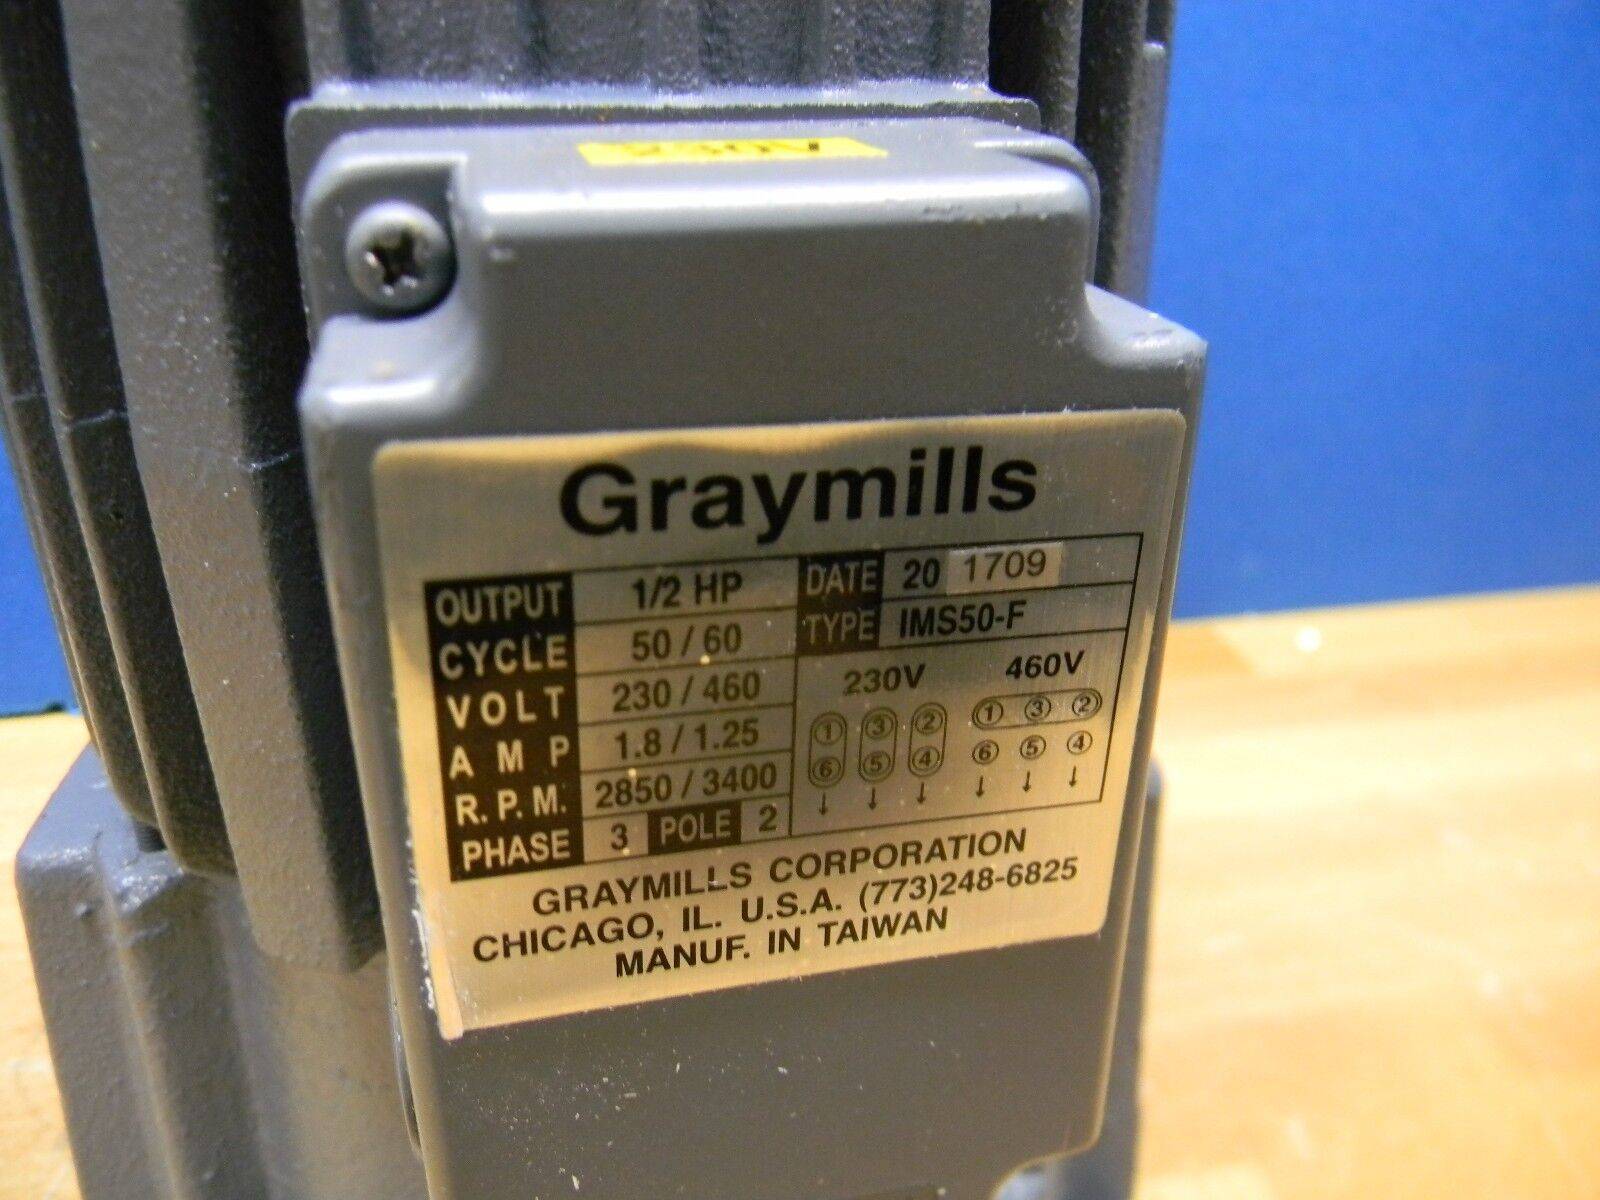 230V
Graymills
OUTPUT 1/2 HP DATE 20 1709
CYCLE 50 / 60 TYPE IMS50-F
VOLT 230 / 460
AMP 1.8 / 1.25
R.P.M. 2850 / 3400
PHASE 3 POLE 2
230V 460V
1 3 2 1 3 2
6 5 4 6 5 4
↓ ↓ ↓ ↓ ↓ ↓
GRAYMILLS CORPORATION
CHICAGO, IL. U.S.A. (773)248-6825
MANUF. IN TAIWAN